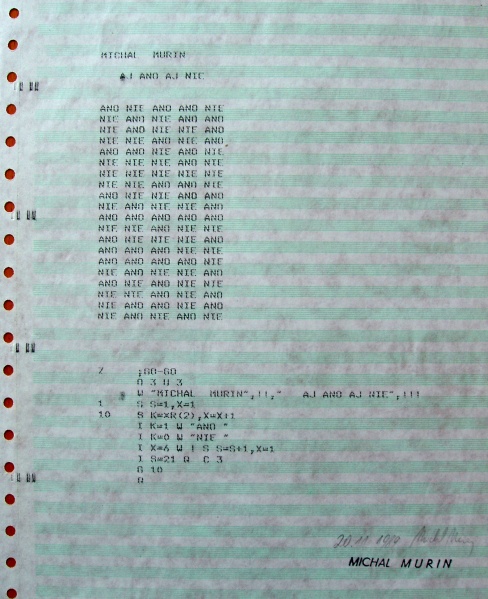 MICHAL MURIN
AJ ANO AJ NIE
ANO NIE ANO ANO NIE
NIE ANO NIE ANO ANO
NIE ANO NIE NIE ANO
NIE NIE ANO NIE ANO
ANO ANO NIE ANO NIE
NIE NIE NIE NIE NIE
NIE NIE NIE NIE NIE
NIE NIE ANO ANO NIE
ANO NIE ANO NIE NIE
NIE ANO NIE NIE ANO
ANO ANO ANO ANO ANO
NIE NIE ANO NIE ANO
ANO NIE ANO NIE NIE
ANO ANO ANO NIE ANO
ANO ANO ANO NIE ANO
NIE ANO NIE NIE ANO
ANO NIE ANO NIE ANO
NIE NIE ANO NIE ANO
NIE ANO ANO NIE ANO
NIE ANO ANO NIE NIE
Z ;80-80
O 3 U 3
W "MICHAL MURIN",!!," AJ ANO AJ NIE",!!!
1 S S=1,X=1
10 S K=×R(2),X=X+1
I K=1 W "ANO "
I K=0 W "NIE "
I X=6 W ! S S=S+1,X=1
I S=21 Q C 3
G 10
Q
MICHAL MURIN